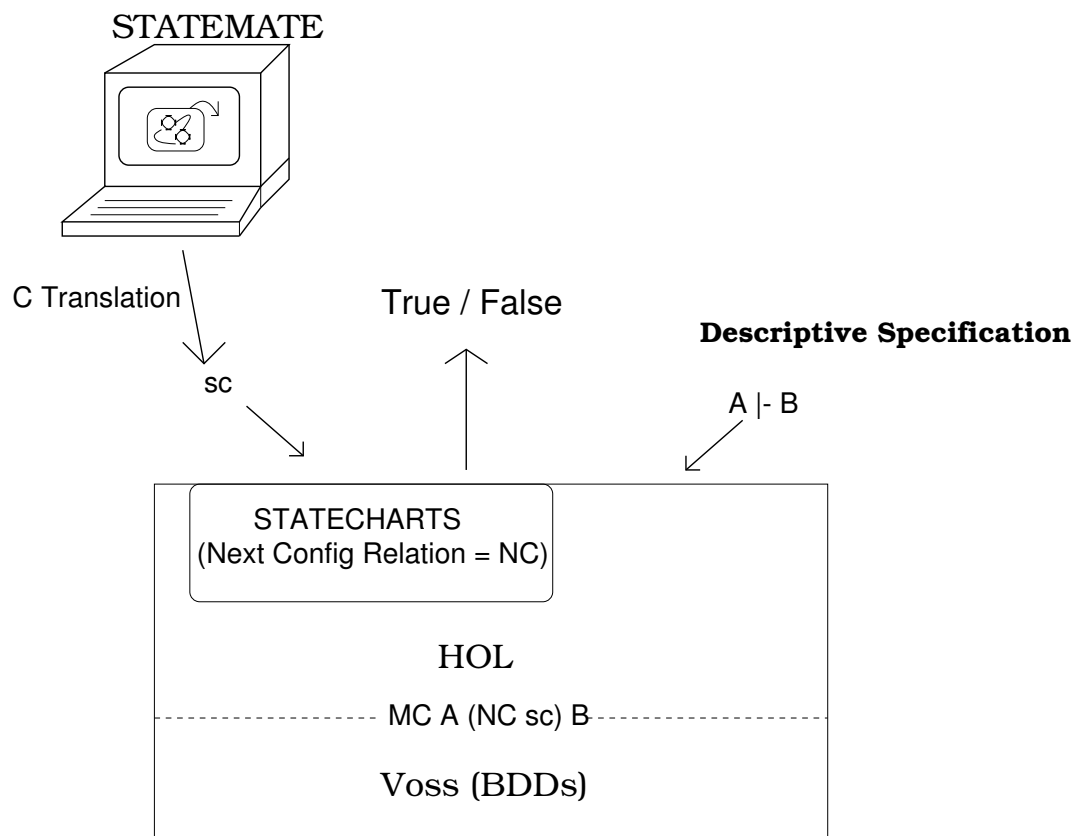 STATEMATE
C Translation
True / False
Descriptive Specification
sc
A |- B
STATECHARTS
(Next Config Relation = NC)
HOL
MC A (NC sc) B
Voss (BDDs)